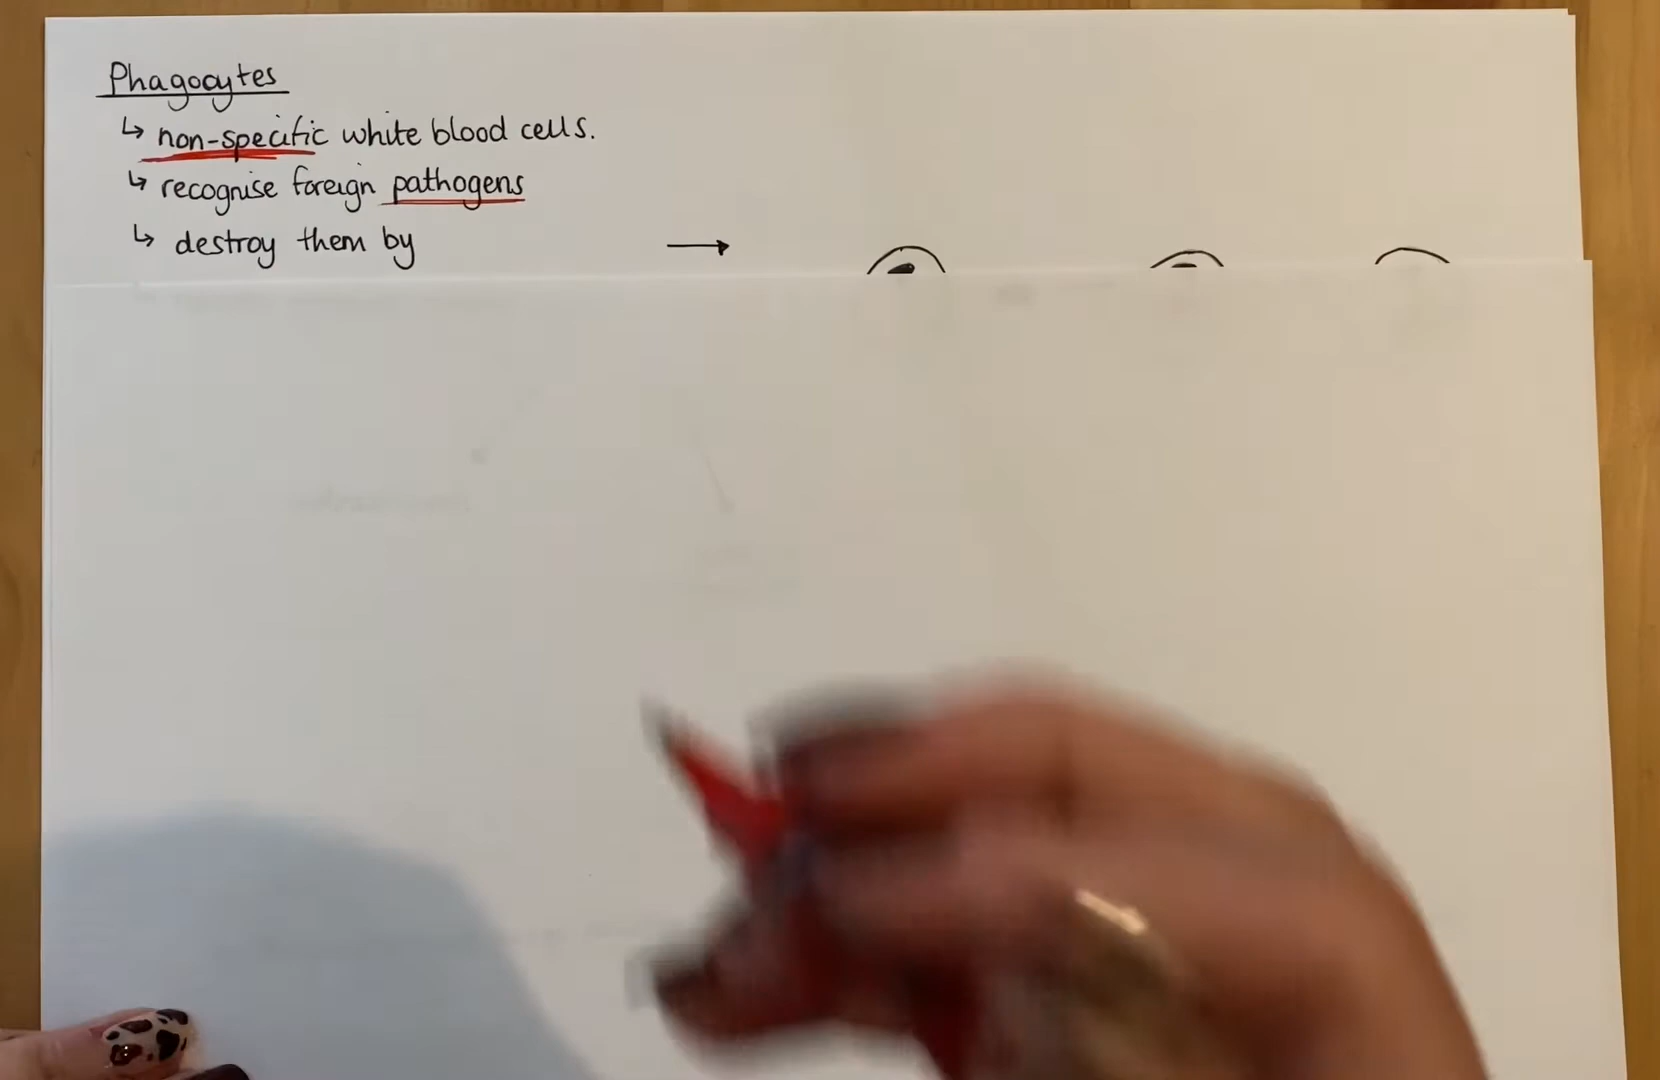 Phagocytes
↳ non-specific white blood cells.
↳ recognise foreign pathogens
↳ destroy them by →